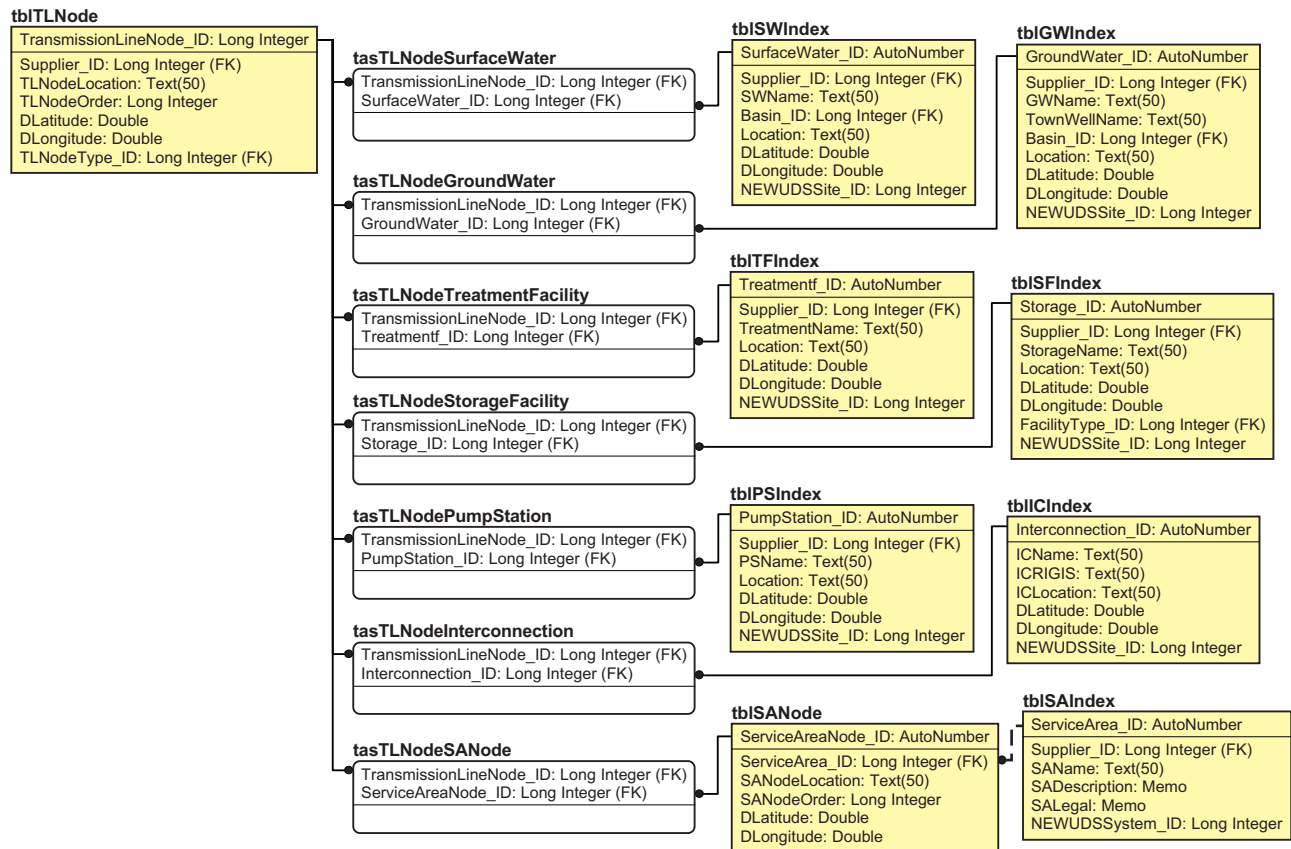 tblTLNode
TransmissionLineNode_ID: Long Integer
Supplier_ID: Long Integer (FK)
TLNodeLocation: Text(50)
TLNodeOrder: Long Integer
DLatitude: Double
DLongitude: Double
TLNodeType_ID: Long Integer (FK)
tasTLNodeSurfaceWater
TransmissionLineNode_ID: Long Integer (FK)
SurfaceWater_ID: Long Integer (FK)
tasTLNodeGroundWater
TransmissionLineNode_ID: Long Integer (FK)
GroundWater_ID: Long Integer (FK)
tasTLNodeTreatmentFacility
TransmissionLineNode_ID: Long Integer (FK)
Treatmentf_ID: Long Integer (FK)
tasTLNodeStorageFacility
TransmissionLineNode_ID: Long Integer (FK)
Storage_ID: Long Integer (FK)
tasTLNodePumpStation
TransmissionLineNode_ID: Long Integer (FK)
PumpStation_ID: Long Integer (FK)
tasTLNodeInterconnection
TransmissionLineNode_ID: Long Integer (FK)
Interconnection_ID: Long Integer (FK)
tasTLNodeSANode
TransmissionLineNode_ID: Long Integer (FK)
ServiceAreaNode_ID: Long Integer (FK)
tblSWIndex
SurfaceWater_ID: AutoNumber
Supplier_ID: Long Integer (FK)
SWName: Text(50)
Basin_ID: Long Integer (FK)
Location: Text(50)
DLatitude: Double
DLongitude: Double
NEWUDSSite_ID: Long Integer
tblGWIndex
GroundWater_ID: AutoNumber
Supplier_ID: Long Integer (FK)
GWName: Text(50)
TownWellName: Text(50)
Basin_ID: Long Integer (FK)
Location: Text(50)
DLatitude: Double
DLongitude: Double
NEWUDSSite_ID: Long Integer
tblTFIndex
Treatmentf_ID: AutoNumber
Supplier_ID: Long Integer (FK)
TreatmentName: Text(50)
Location: Text(50)
DLatitude: Double
DLongitude: Double
NEWUDSSite_ID: Long Integer
tblSFIndex
Storage_ID: AutoNumber
Supplier_ID: Long Integer (FK)
StorageName: Text(50)
Location: Text(50)
DLatitude: Double
DLongitude: Double
FacilityType_ID: Long Integer (FK)
NEWUDSSite_ID: Long Integer
tblPSIndex
PumpStation_ID: AutoNumber
Supplier_ID: Long Integer (FK)
PSName: Text(50)
Location: Text(50)
DLatitude: Double
DLongitude: Double
NEWUDSSite_ID: Long Integer
tblICIndex
Interconnection_ID: AutoNumber
ICName: Text(50)
ICRIGIS: Text(50)
ICLocation: Text(50)
DLatitude: Double
DLongitude: Double
NEWUDSSite_ID: Long Integer
tblSANode
ServiceAreaNode_ID: AutoNumber
ServiceArea_ID: Long Integer (FK)
SANodeLocation: Text(50)
SANodeOrder: Long Integer
DLatitude: Double
DLongitude: Double
tblSAIndex
ServiceArea_ID: AutoNumber
Supplier_ID: Long Integer (FK)
SAName: Text(50)
SADescription: Memo
SALegal: Memo
NEWUDSSystem_ID: Long Integer